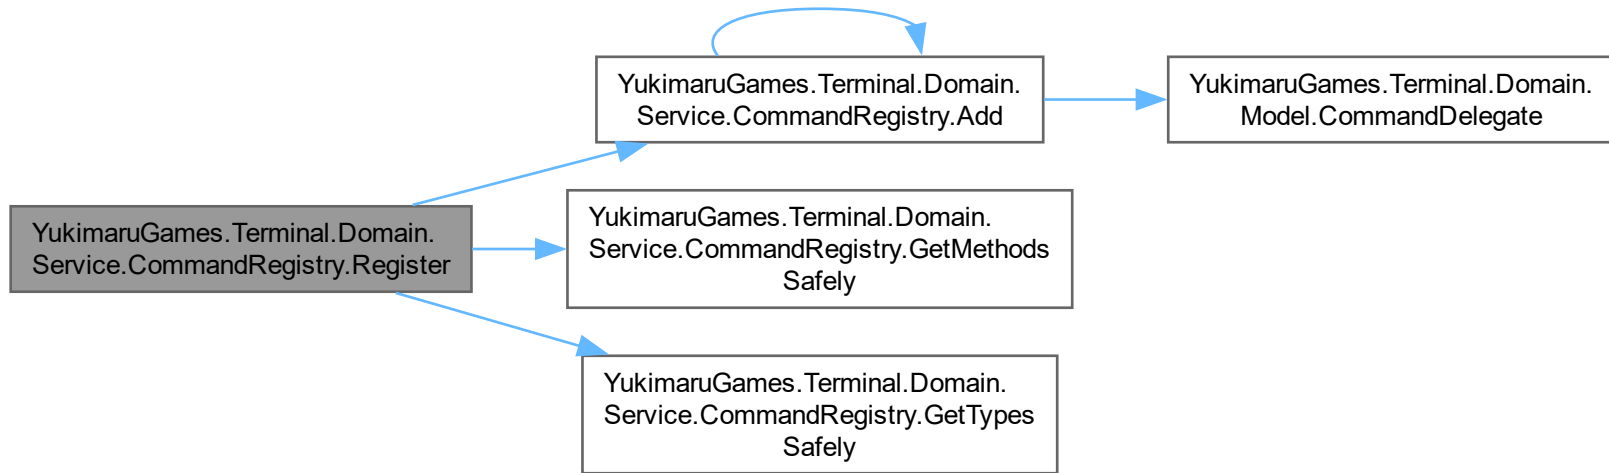 YukimaruGames.Terminal.Domain.
Service.CommandRegistry.Register
YukimaruGames.Terminal.Domain.
Service.CommandRegistry.Add
YukimaruGames.Terminal.Domain.
Model.CommandDelegate
YukimaruGames.Terminal.Domain.
Service.CommandRegistry.GetMethods
Safely
YukimaruGames.Terminal.Domain.
Service.CommandRegistry.GetTypes
Safely